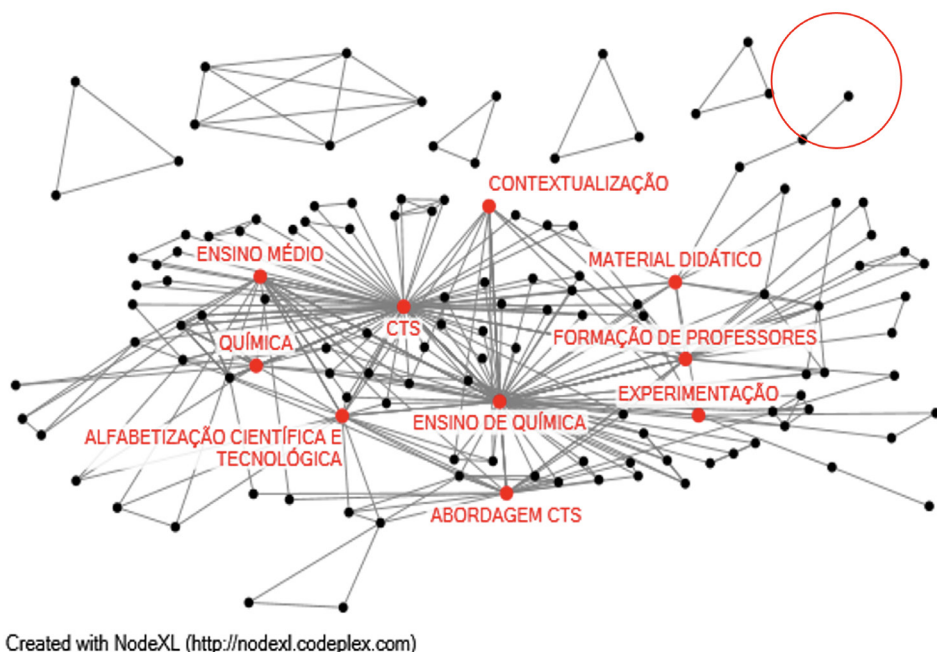 CONTEXTUALIZAÇÃO
ENSINO MÉDIO
MATERIAL DIDÁTICO
CTS
QUÍMICA
FORMAÇÃO DE PROFESSORES
EXPERIMENTAÇÃO
ENSINO DE QUÍMICA
ALFABETIZAÇÃO CIENTÍFICA E
TECNOLÓGICA
ABORDAGEM CTS
Created with NodeXL (http://nodexl.codeplex.com)